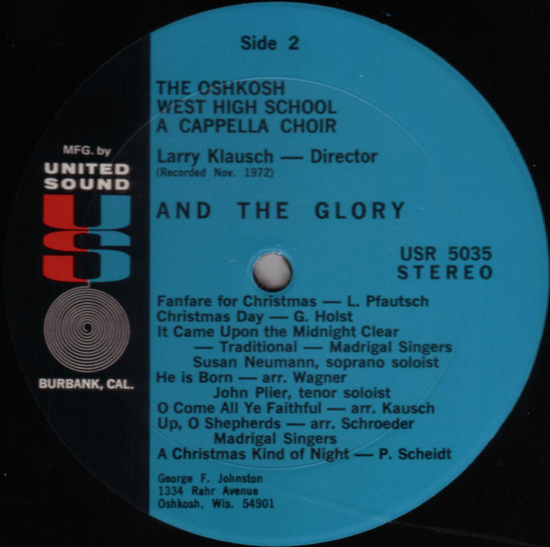 Side 2
THE OSHKOSH
WEST HIGH SCHOOL
A CAPPELLA CHOIR
Larry Klausch — Director
(Recorded Nov. 1972)
AND THE GLORY
MFG. by
UNITED
SOUND
US
BURBANK, CAL.
USR 5035
STEREO
Fanfare for Christmas — L. Pfautsch
Christmas Day — G. Holst
It Came Upon the Midnight Clear
— Traditional — Madrigal Singers
Susan Neumann, soprano soloist
He is Born — arr. Wagner
John Plier, tenor soloist
O Come All Ye Faithful — arr. Kausch
Up, O Shepherds — arr. Schroeder
Madrigal Singers
A Christmas Kind of Night — P. Scheidt
George F. Johnston
1334 Rahr Avenue
Oshkosh, Wis. 54901